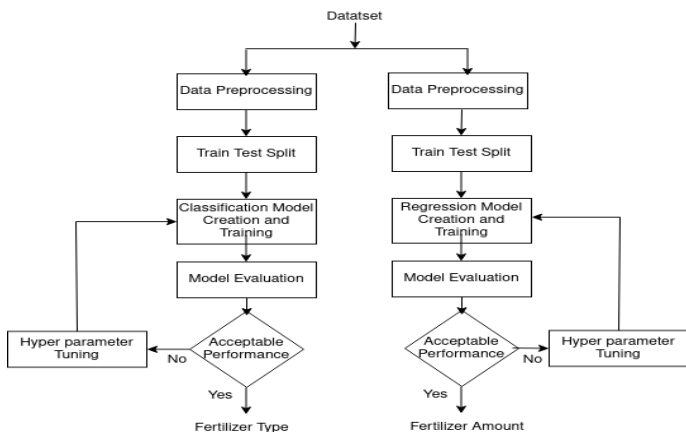 Datatset
Data Preprocessing
Data Preprocessing
Train Test Split
Train Test Split
Classification Model
Creation and
Training
Regression Model
Creation and
Training
Model Evaluation
Model Evaluation
Hyper parameter
Tuning
No
Acceptable
Performance
Acceptable
Performance
No
Hyper parameter
Tuning
Yes
Yes
Fertilizer Type
Fertilizer Amount